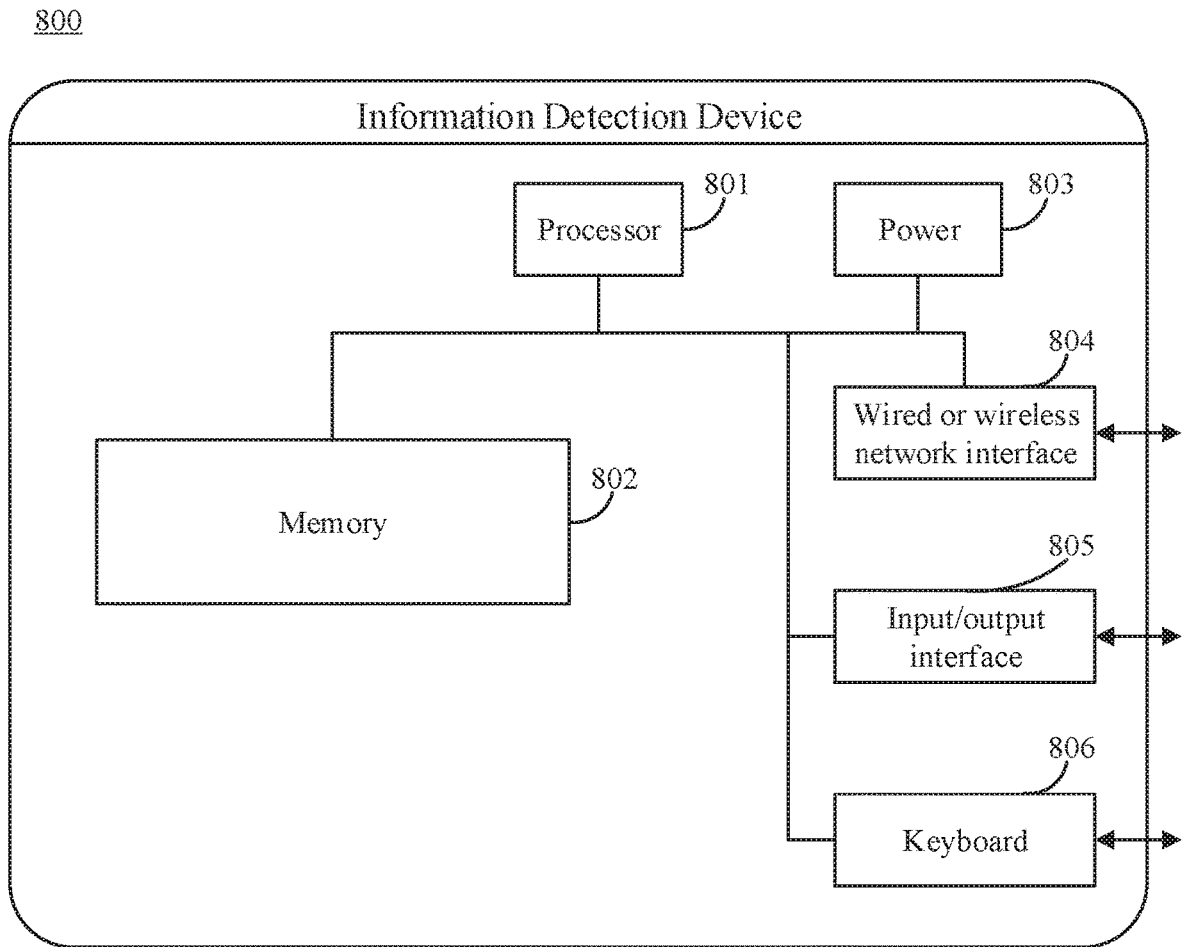 800
Information Detection Device
801
803
Processor
Power
804
Wired or wireless
network interface
802
Memory
805
Input/output
interface
806
Keyboard